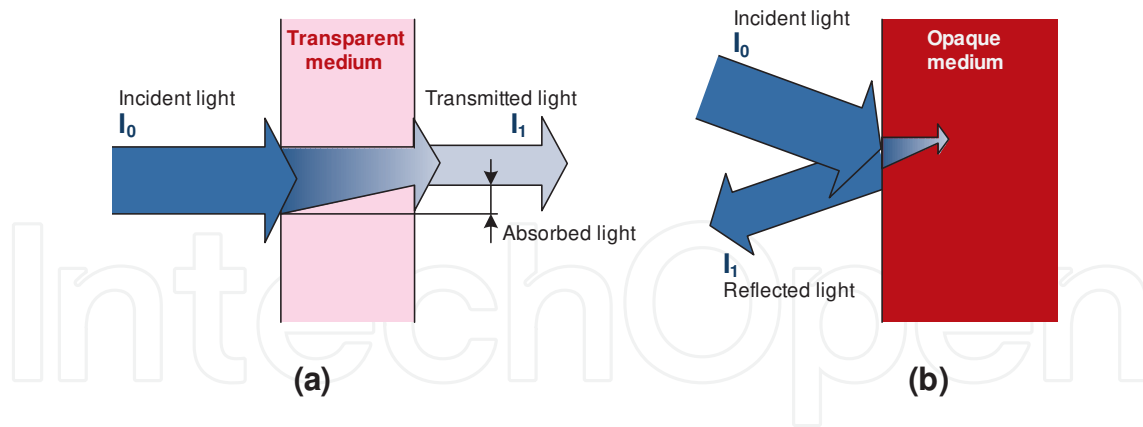 Transparent
medium
Incident light
I0
Transmitted light
I1
Absorbed light
(a)
Incident light
I0
Opaque
medium
I1
Reflected light
(b)
IntechOpen